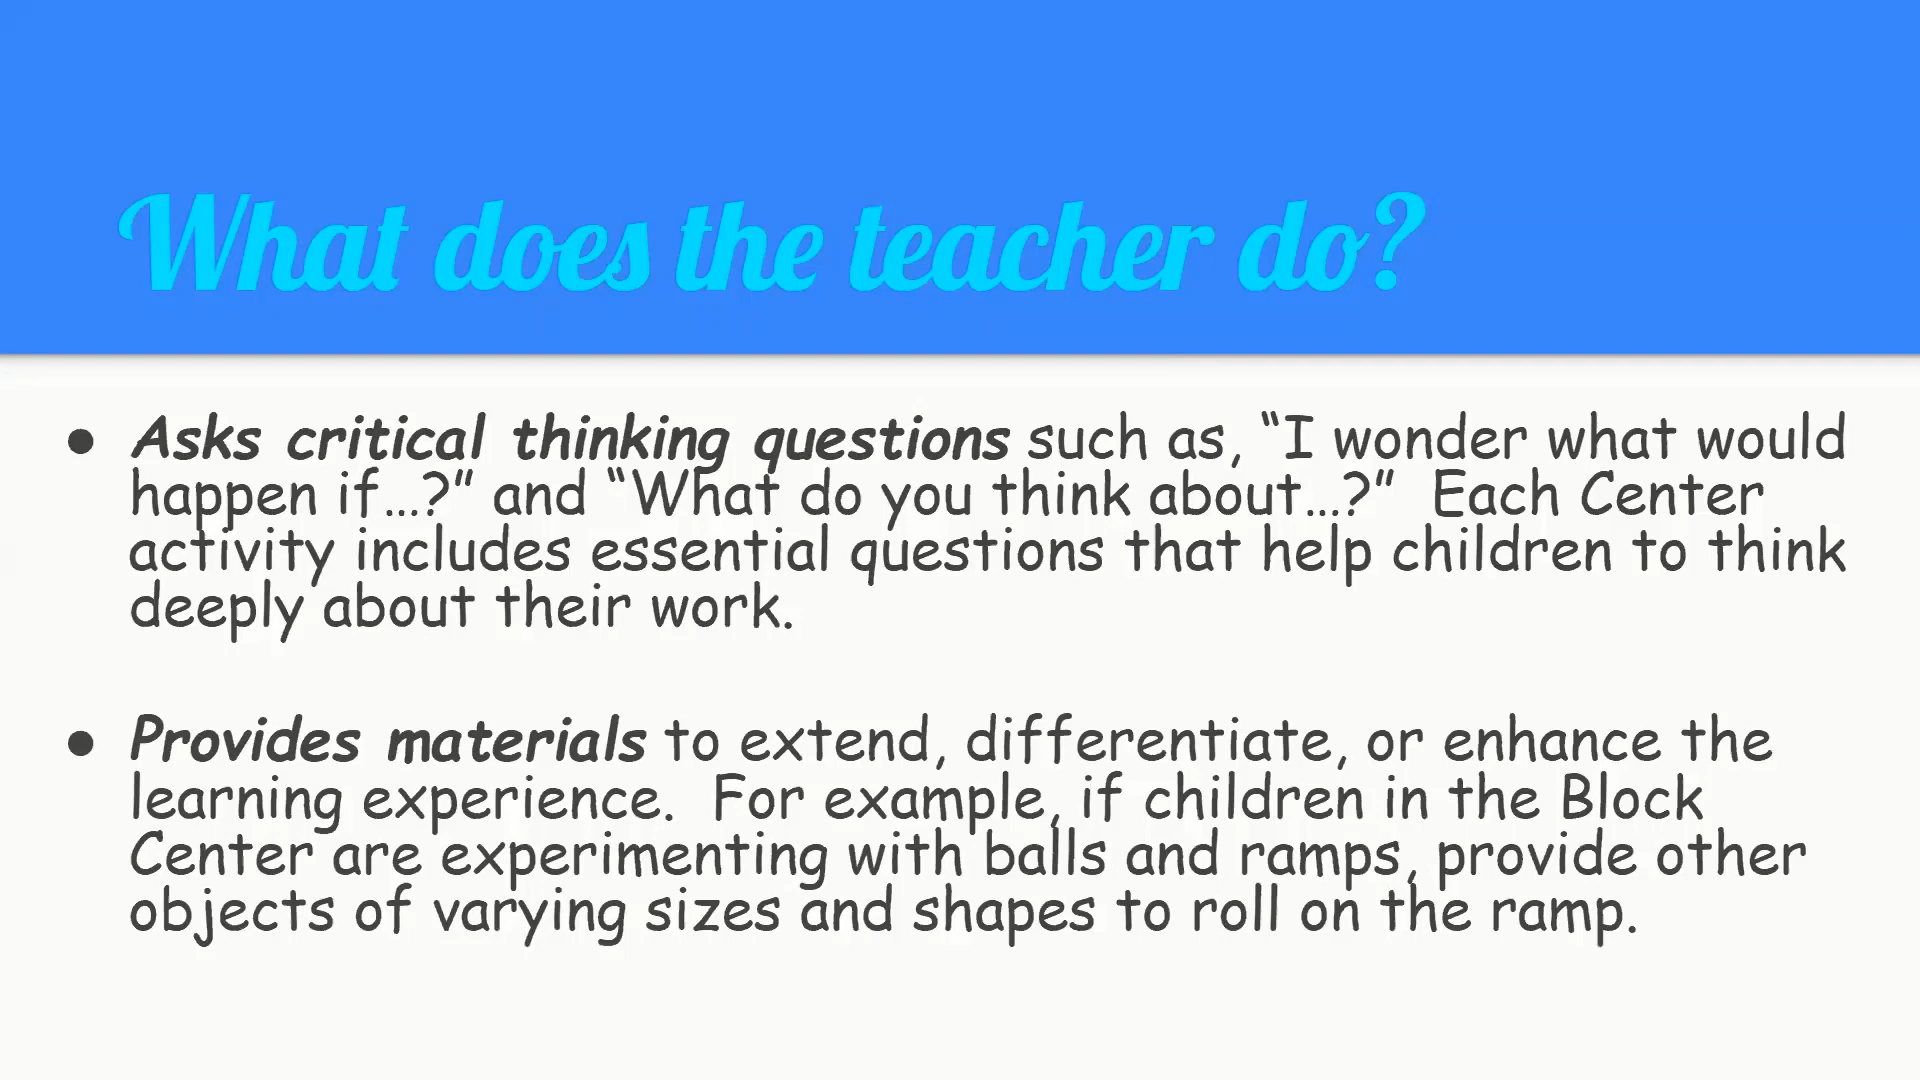 What does the teacher do?
● Asks critical thinking questions such as, “I wonder what would
happen if…?” and “What do you think about…?”  Each Center
activity includes essential questions that help children to think
deeply about their work.
● Provides materials to extend, differentiate, or enhance the
learning experience.  For example, if children in the Block
Center are experimenting with balls and ramps, provide other
objects of varying sizes and shapes to roll on the ramp.